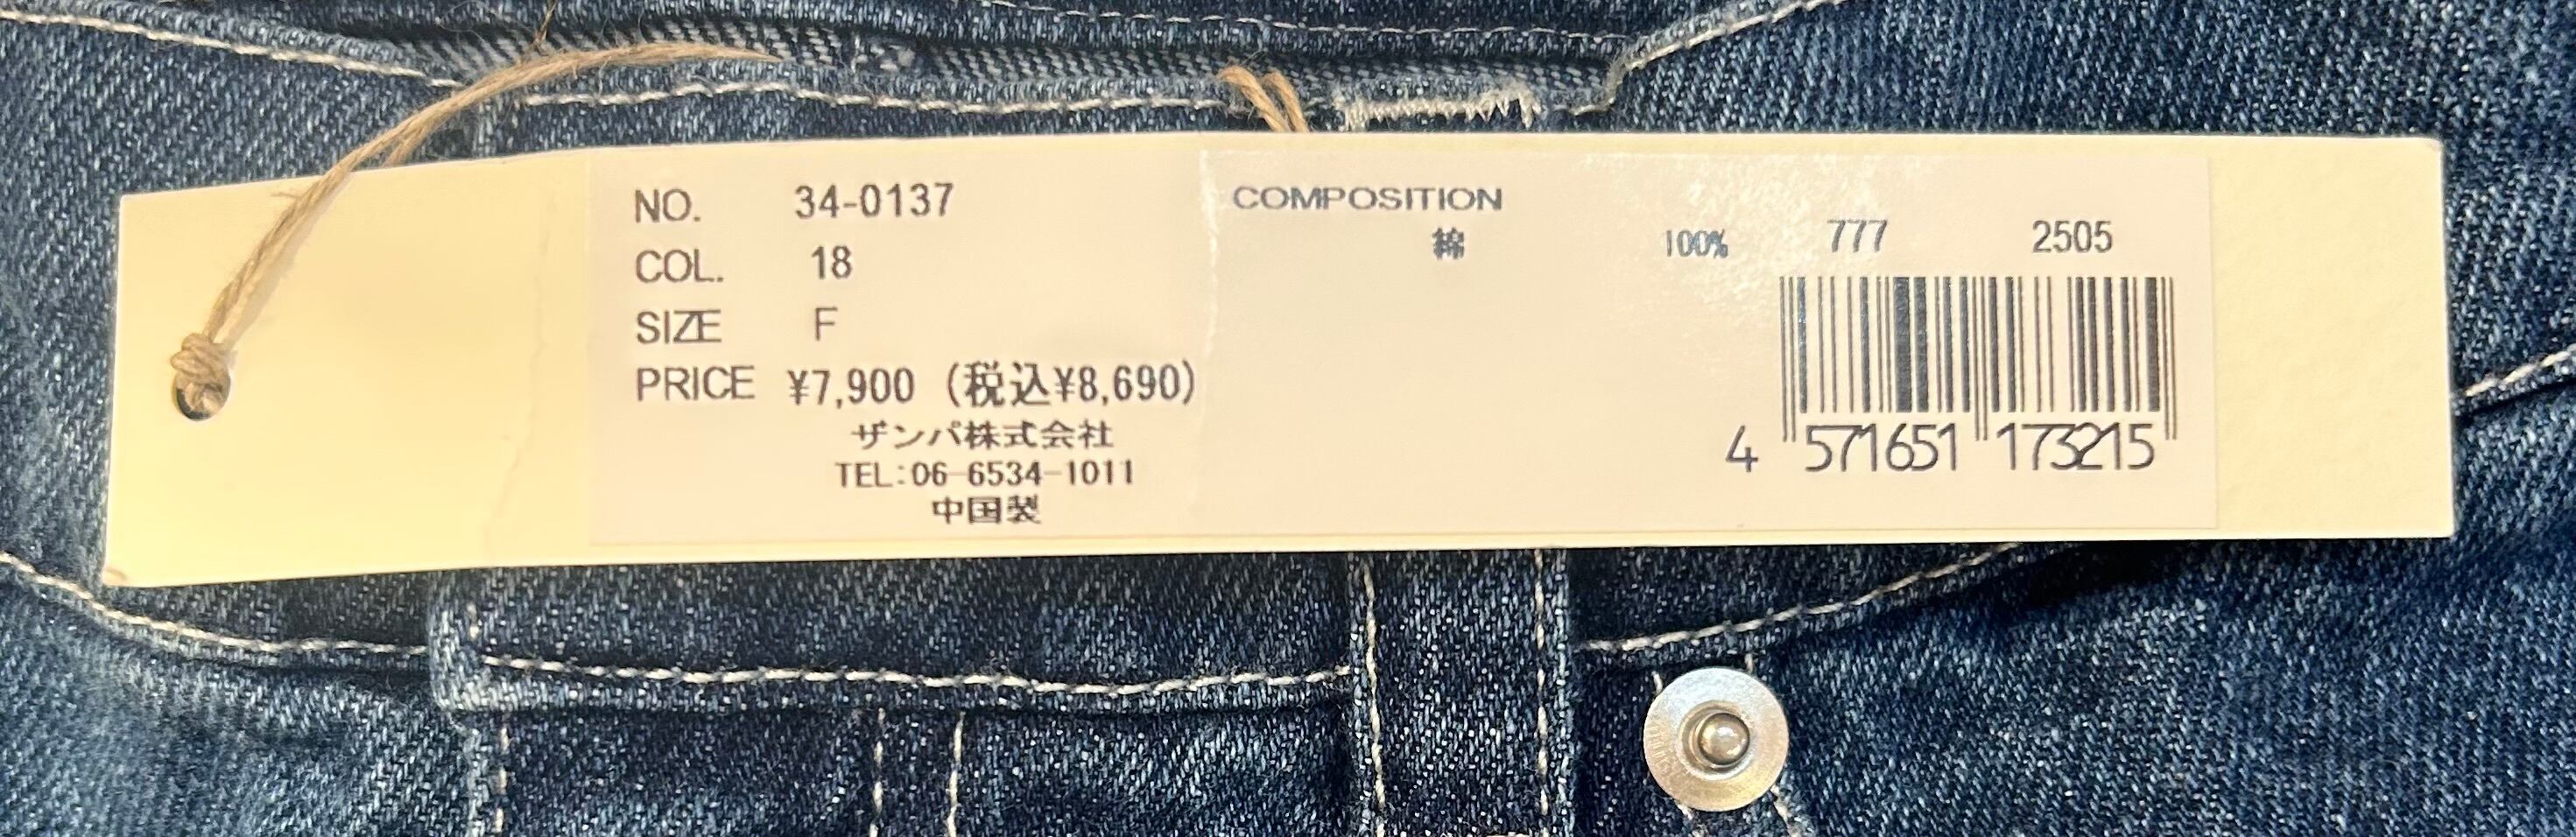 NO. 34-0137
COL. 18
SIZE F
PRICE ¥7,900 (税込¥8,690)
ザンパ株式会社
TEL:06-6534-1011
中国製
COMPOSITION
綿 100%
777 2505
4 571651 173215